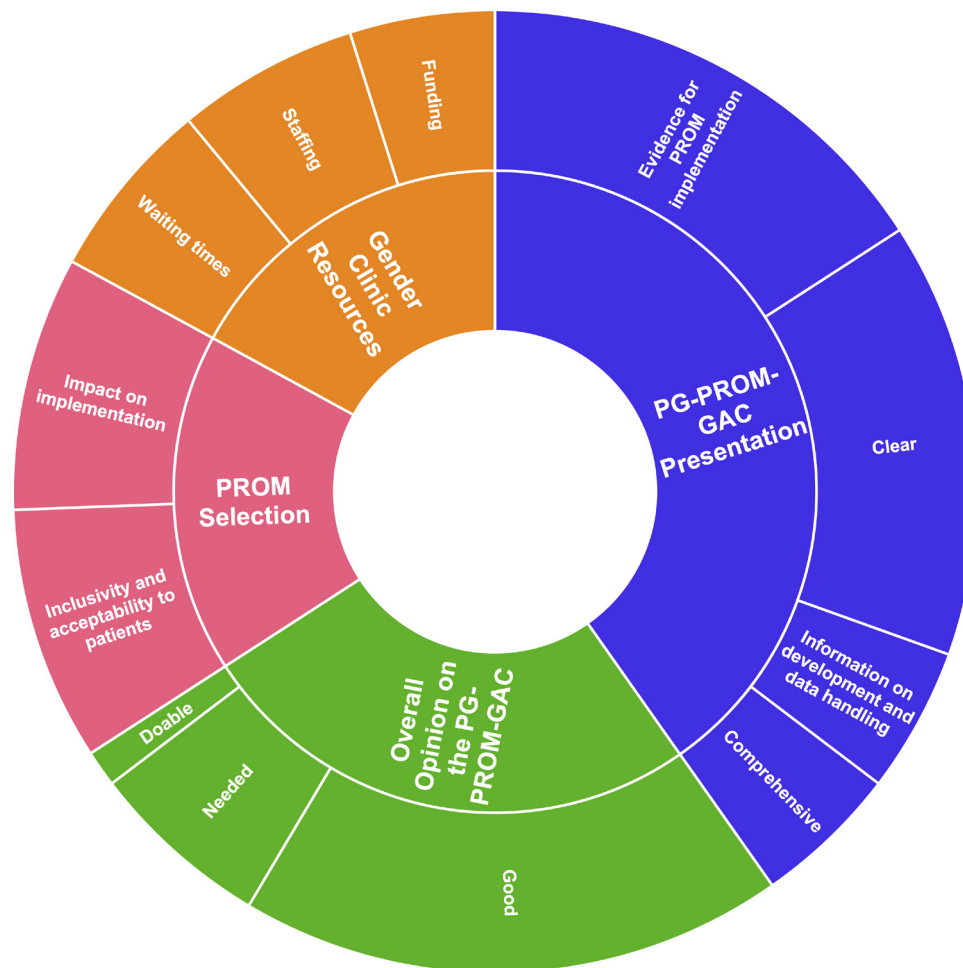 Funding
Staffing
Waiting times
Gender
Clinic
Resources
Evidence for
PROM
implementation
PG-PROM-
GAC
Presentation
Clear
Information on
development and
data handling
Comprehensive
Impact on
implementation
PROM
Selection
Inclusivity and
acceptability to
patients
Doable
Needed
Overall
Opinion on
the PG-
PROM-GAC
Good